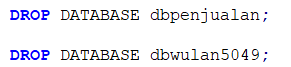 DROP DATABASE dbpenjualan;
DROP DATABASE dbwulan5049;